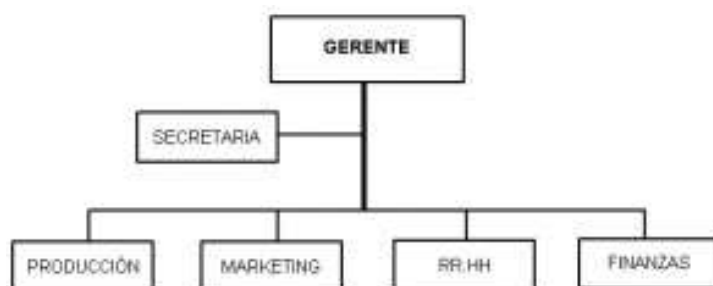 GERENTE
SECRETARIA
PRODUCCIÓN
MARKETING
RR.HH
FINANZAS